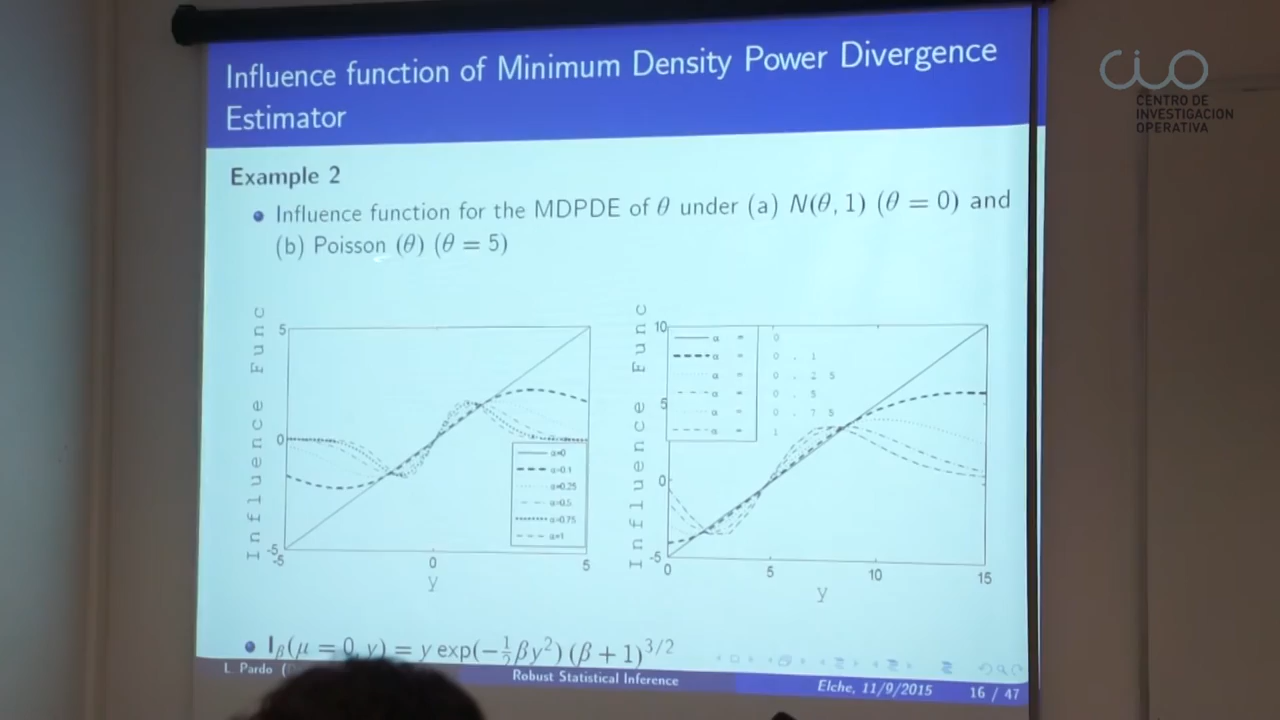 Influence function of Minimum Density Power Divergence
Estimator
CIO
CENTRO DE
INVESTIGACION
OPERATIVA
Example 2
Influence function for the MDPDE of θ under (a) N(θ, 1) (θ = 0) and
(b) Poisson (θ) (θ = 5)
Influence Func
5
0
-5
-5
0
5
y
α=0
α=0.1
α=0.25
α=0.5
α=0.75
α=1
Influence Func
10
5
0
-5
0
5
10
15
y
α = 0
α = 0.1
α = 0.25
α = 0.5
α = 0.75
α = 1
I_β(μ = 0, y) = y exp(−½βy²) (β + 1)^{3/2}
L. Pardo (
Robust Statistical Inference
Elche, 11/9/2015
16 / 47